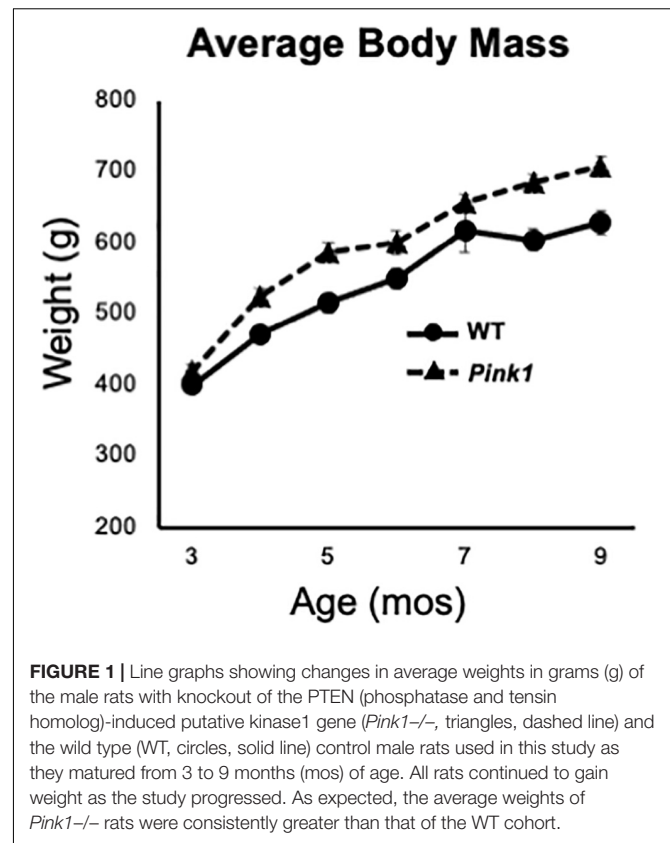 Average Body Mass
800
700
600
500
400
300
200
Weight (g)
WT
Pink1
3 5 7 9
Age (mos)
FIGURE 1 | Line graphs showing changes in average weights in grams (g) of
the male rats with knockout of the PTEN (phosphatase and tensin
homolog)-induced putative kinase1 gene (Pink1–/–, triangles, dashed line) and
the wild type (WT, circles, solid line) control male rats used in this study as
they matured from 3 to 9 months (mos) of age. All rats continued to gain
weight as the study progressed. As expected, the average weights of
Pink1–/– rats were consistently greater than that of the WT cohort.